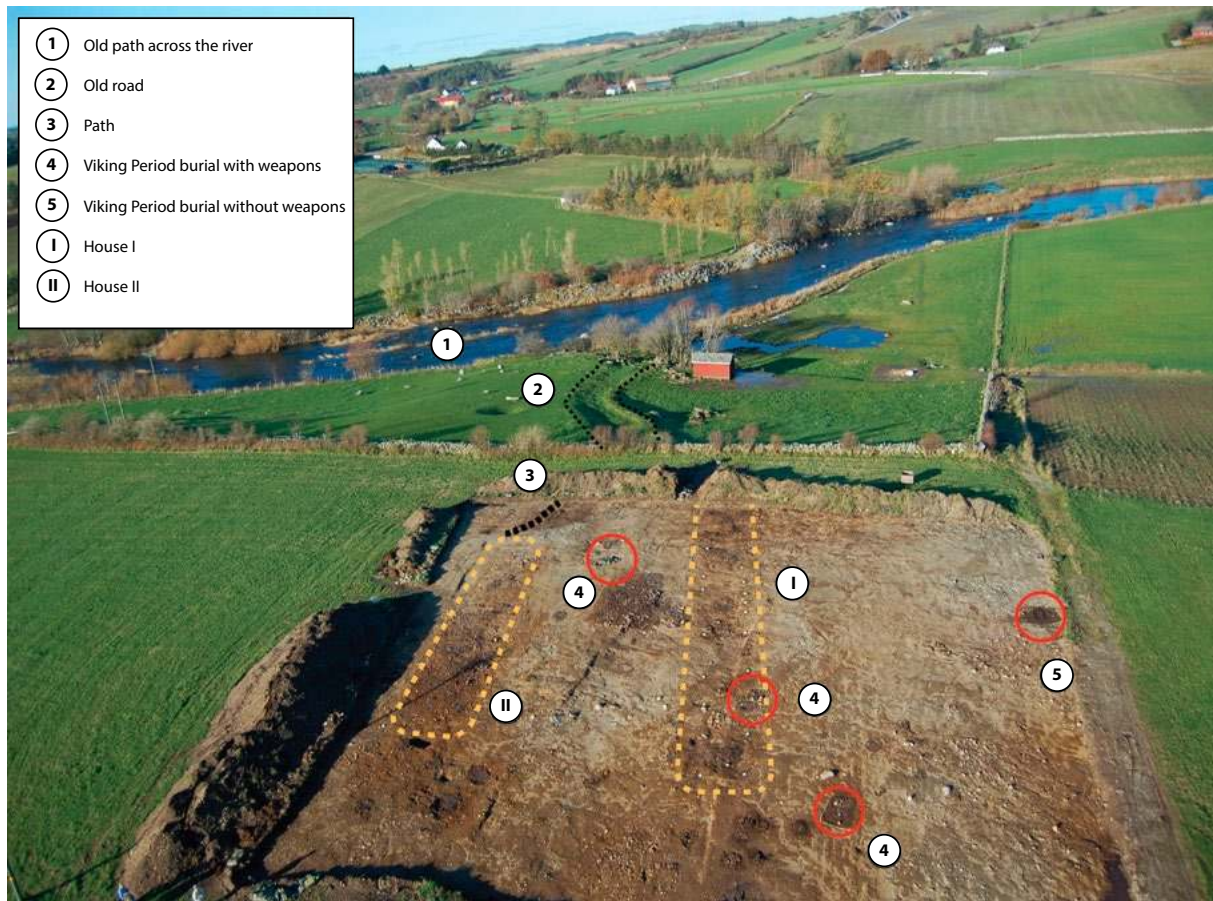 1 Old path across the river
2 Old road
3 Path
4 Viking Period burial with weapons
5 Viking Period burial without weapons
I House I
II House II
1
2
3
4
I
4
5
II
4